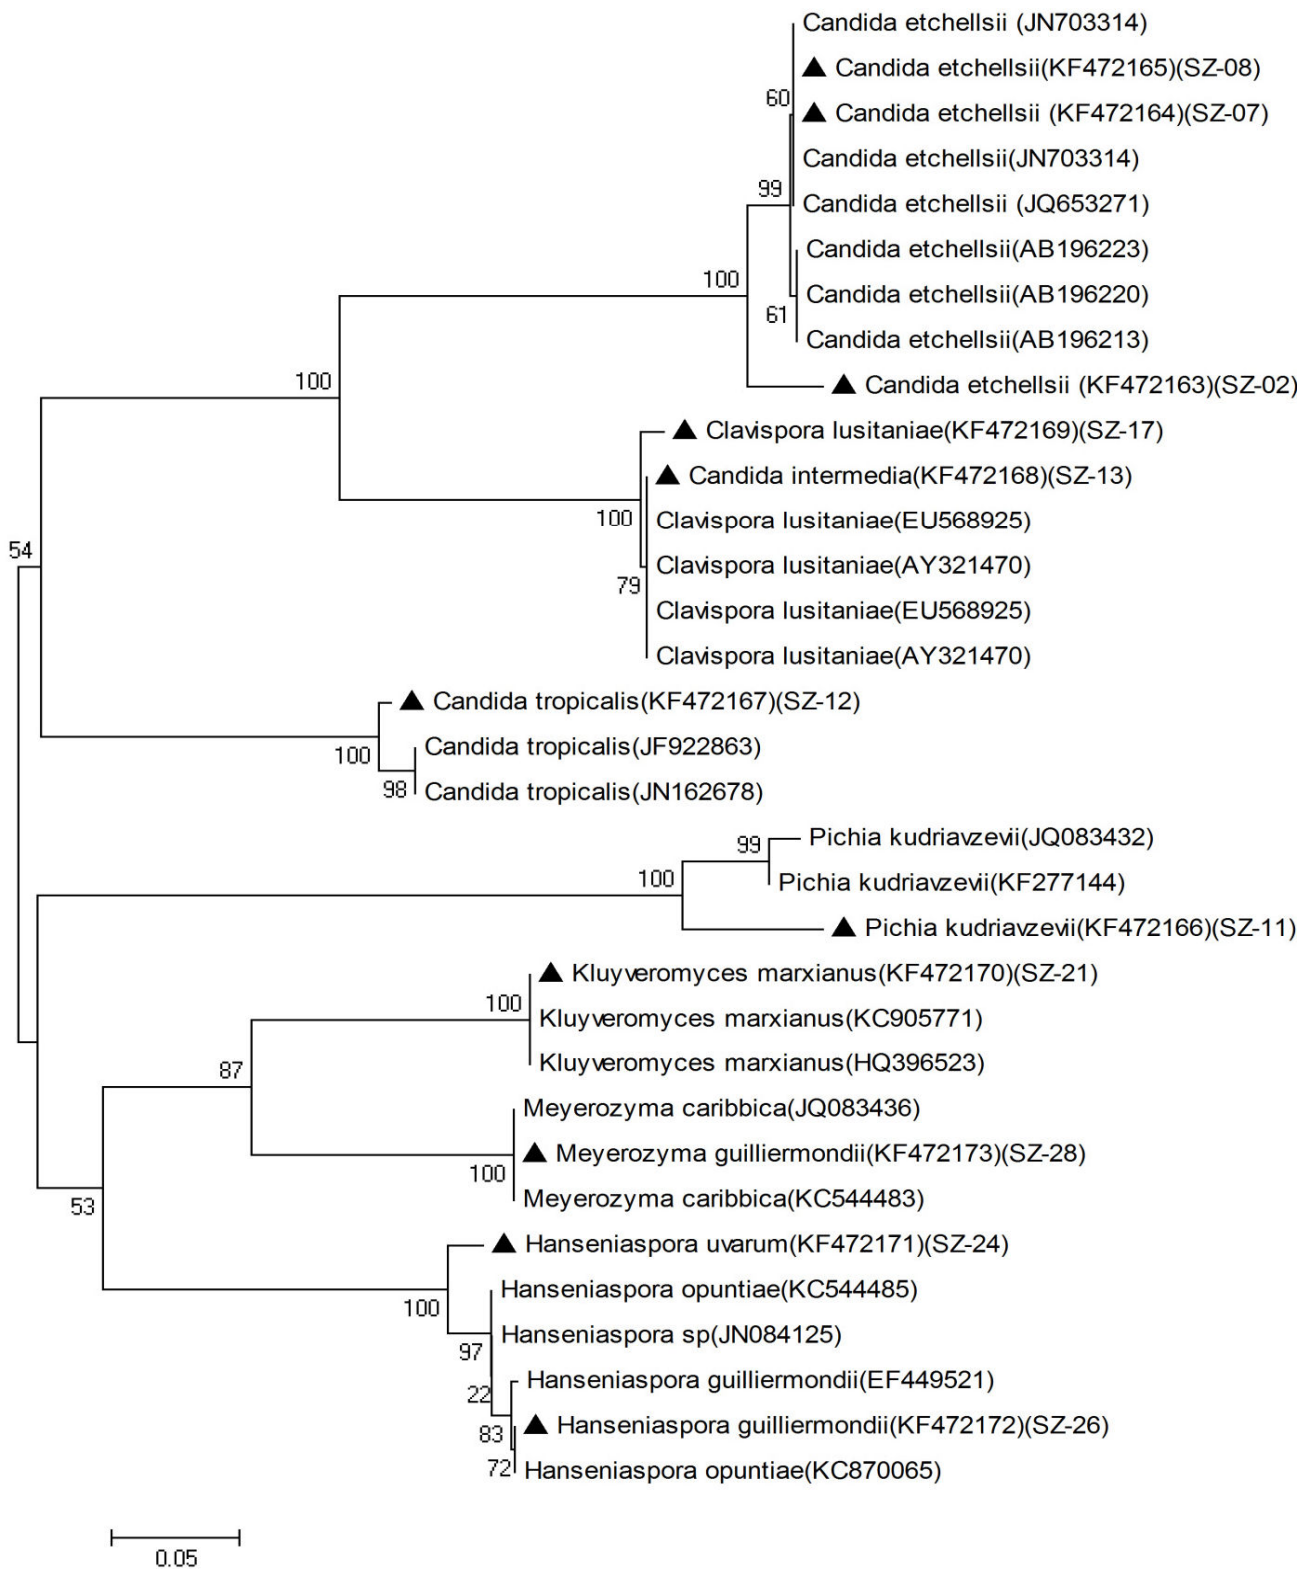 Candida etchellsii (JN703314)
▲ Candida etchellsii(KF472165)(SZ-08)
60
▲ Candida etchellsii (KF472164)(SZ-07)
Candida etchellsii(JN703314)
99
Candida etchellsii (JQ653271)
Candida etchellsii(AB196223)
100
Candida etchellsii(AB196220)
61
Candida etchellsii(AB196213)
100
▲ Candida etchellsii (KF472163)(SZ-02)
▲ Clavispora lusitaniae(KF472169)(SZ-17)
▲ Candida intermedia(KF472168)(SZ-13)
100
Clavispora lusitaniae(EU568925)
54
Clavispora lusitaniae(AY321470)
79
Clavispora lusitaniae(EU568925)
Clavispora lusitaniae(AY321470)
▲ Candida tropicalis(KF472167)(SZ-12)
100
Candida tropicalis(JF922863)
98
Candida tropicalis(JN162678)
99
Pichia kudriavzevii(JQ083432)
100
Pichia kudriavzevii(KF277144)
▲ Pichia kudriavzevii(KF472166)(SZ-11)
▲ Kluyveromyces marxianus(KF472170)(SZ-21)
100
Kluyveromyces marxianus(KC905771)
87
Kluyveromyces marxianus(HQ396523)
Meyerozyma caribbica(JQ083436)
▲ Meyerozyma guilliermondii(KF472173)(SZ-28)
100
Meyerozyma caribbica(KC544483)
53
▲ Hanseniaspora uvarum(KF472171)(SZ-24)
Hanseniaspora opuntiae(KC544485)
100
Hanseniaspora sp(JN084125)
97
Hanseniaspora guilliermondii(EF449521)
22
▲ Hanseniaspora guilliermondii(KF472172)(SZ-26)
83
Hanseniaspora opuntiae(KC870065)
72
0.05